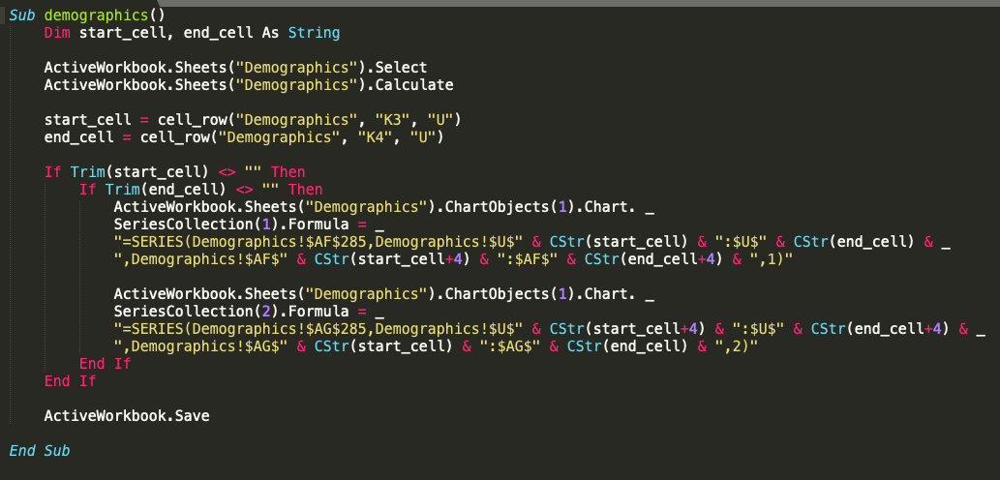 Sub demographics()
    Dim start_cell, end_cell As String

    ActiveWorkbook.Sheets("Demographics").Select
    ActiveWorkbook.Sheets("Demographics").Calculate

    start_cell = cell_row("Demographics", "K3", "U")
    end_cell = cell_row("Demographics", "K4", "U")

    If Trim(start_cell) <> "" Then
        If Trim(end_cell) <> "" Then
            ActiveWorkbook.Sheets("Demographics").ChartObjects(1).Chart. _
            SeriesCollection(1).Formula = _
            "=SERIES(Demographics!$AF$285,Demographics!$U$" & CStr(start_cell) & ":$U$" & CStr(end_cell) & _
            ",Demographics!$AF$" & CStr(start_cell+4) & ":$AF$" & CStr(end_cell+4) & ",1)"

            ActiveWorkbook.Sheets("Demographics").ChartObjects(1).Chart. _
            SeriesCollection(2).Formula = _
            "=SERIES(Demographics!$AG$285,Demographics!$U$" & CStr(start_cell+4) & ":$U$" & CStr(end_cell+4) & _
            ",Demographics!$AG$" & CStr(start_cell) & ":$AG$" & CStr(end_cell) & ",2)"
        End If
    End If

    ActiveWorkbook.Save

End Sub